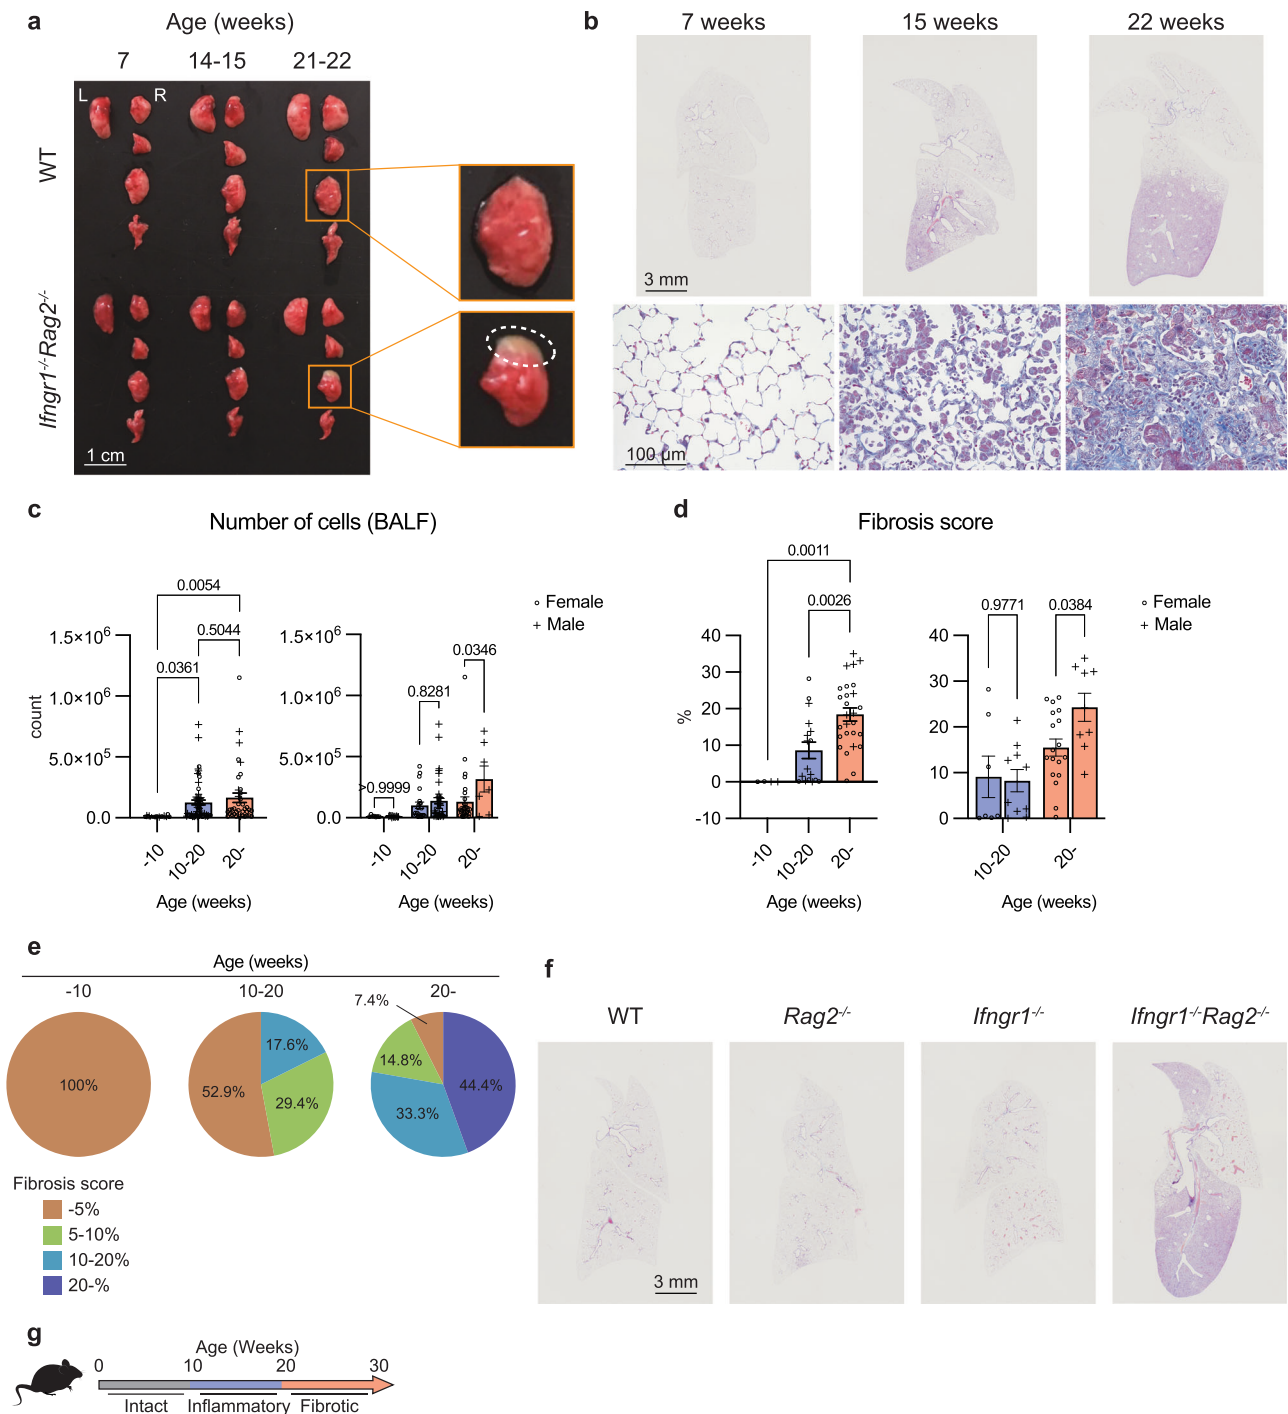 a
Age (weeks)
7 14-15 21-22
L R
WT
Ifngr1-/-Rag2-/-
1 cm
b
7 weeks 15 weeks 22 weeks
3 mm
100 µm
c
Number of cells (BALF)
0.0054
0.5044
0.0361
1.5×10⁶
1.0×10⁶
5.0×10⁵
0.0
count
-10 10-20 20-
Age (weeks)
1.5×10⁶
1.0×10⁶
5.0×10⁵
0.0
>0.9999
0.8281
0.0346
-10 10-20 20-
Age (weeks)
Female
Male
d
Fibrosis score
0.0011
0.0026
40
30
20
10
0
-10
%
-10 10-20 20-
Age (weeks)
0.9771
0.0384
40
30
20
10
0
10-20 20-
Age (weeks)
Female
Male
e
Age (weeks)
-10 10-20 20-
100%
17.6%
52.9%
29.4%
7.4%
14.8%
44.4%
33.3%
Fibrosis score
-5%
5-10%
10-20%
20-%
f
WT Rag2-/- Ifngr1-/- Ifngr1-/-Rag2-/-
3 mm
g
Age (Weeks)
0 10 20 30
Intact Inflammatory Fibrotic